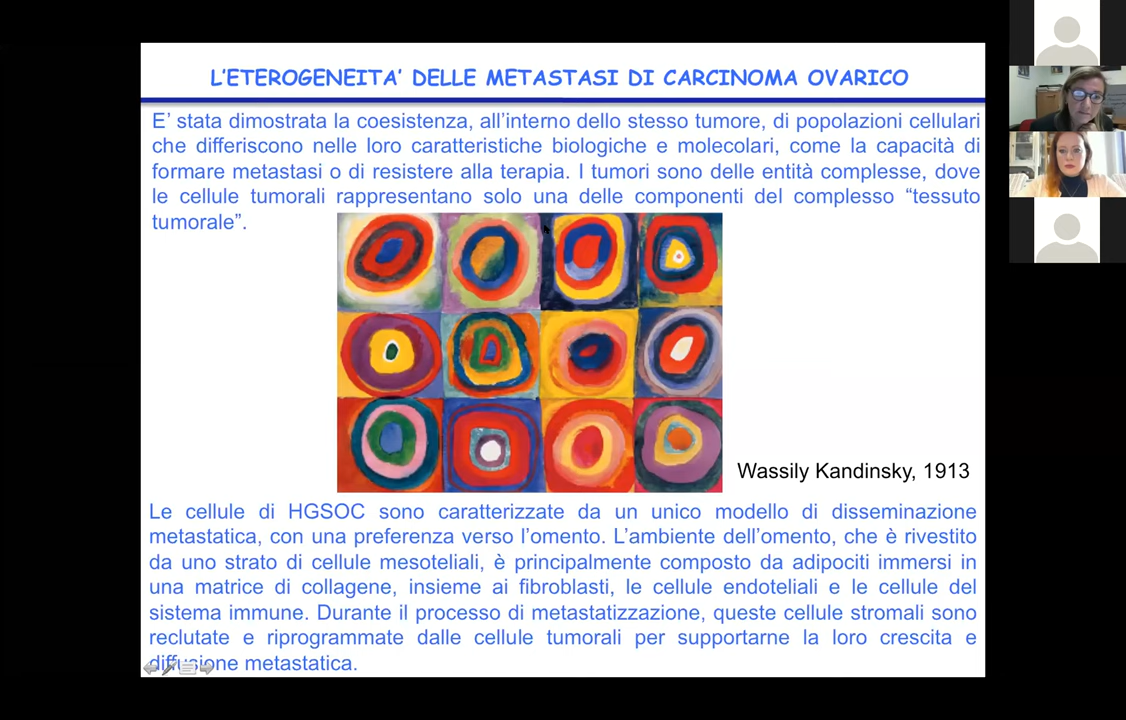 L'ETEROGENEITA' DELLE METASTASI DI CARCINOMA OVARICO
E' stata dimostrata la coesistenza, all'interno dello stesso tumore, di popolazioni cellulari
che differiscono nelle loro caratteristiche biologiche e molecolari, come la capacità di
formare metastasi o di resistere alla terapia. I tumori sono delle entità complesse, dove
le cellule tumorali rappresentano solo una delle componenti del complesso “tessuto
tumorale”.
Wassily Kandinsky, 1913
Le cellule di HGSOC sono caratterizzate da un unico modello di disseminazione
metastatica, con una preferenza verso l'omento. L'ambiente dell'omento, che è rivestito
da uno strato di cellule mesoteliali, è principalmente composto da adipociti immersi in
una matrice di collagene, insieme ai fibroblasti, le cellule endoteliali e le cellule del
sistema immune. Durante il processo di metastatizzazione, queste cellule stromali sono
reclutate e riprogrammate dalle cellule tumorali per supportarne la loro crescita e
diffusione metastatica.